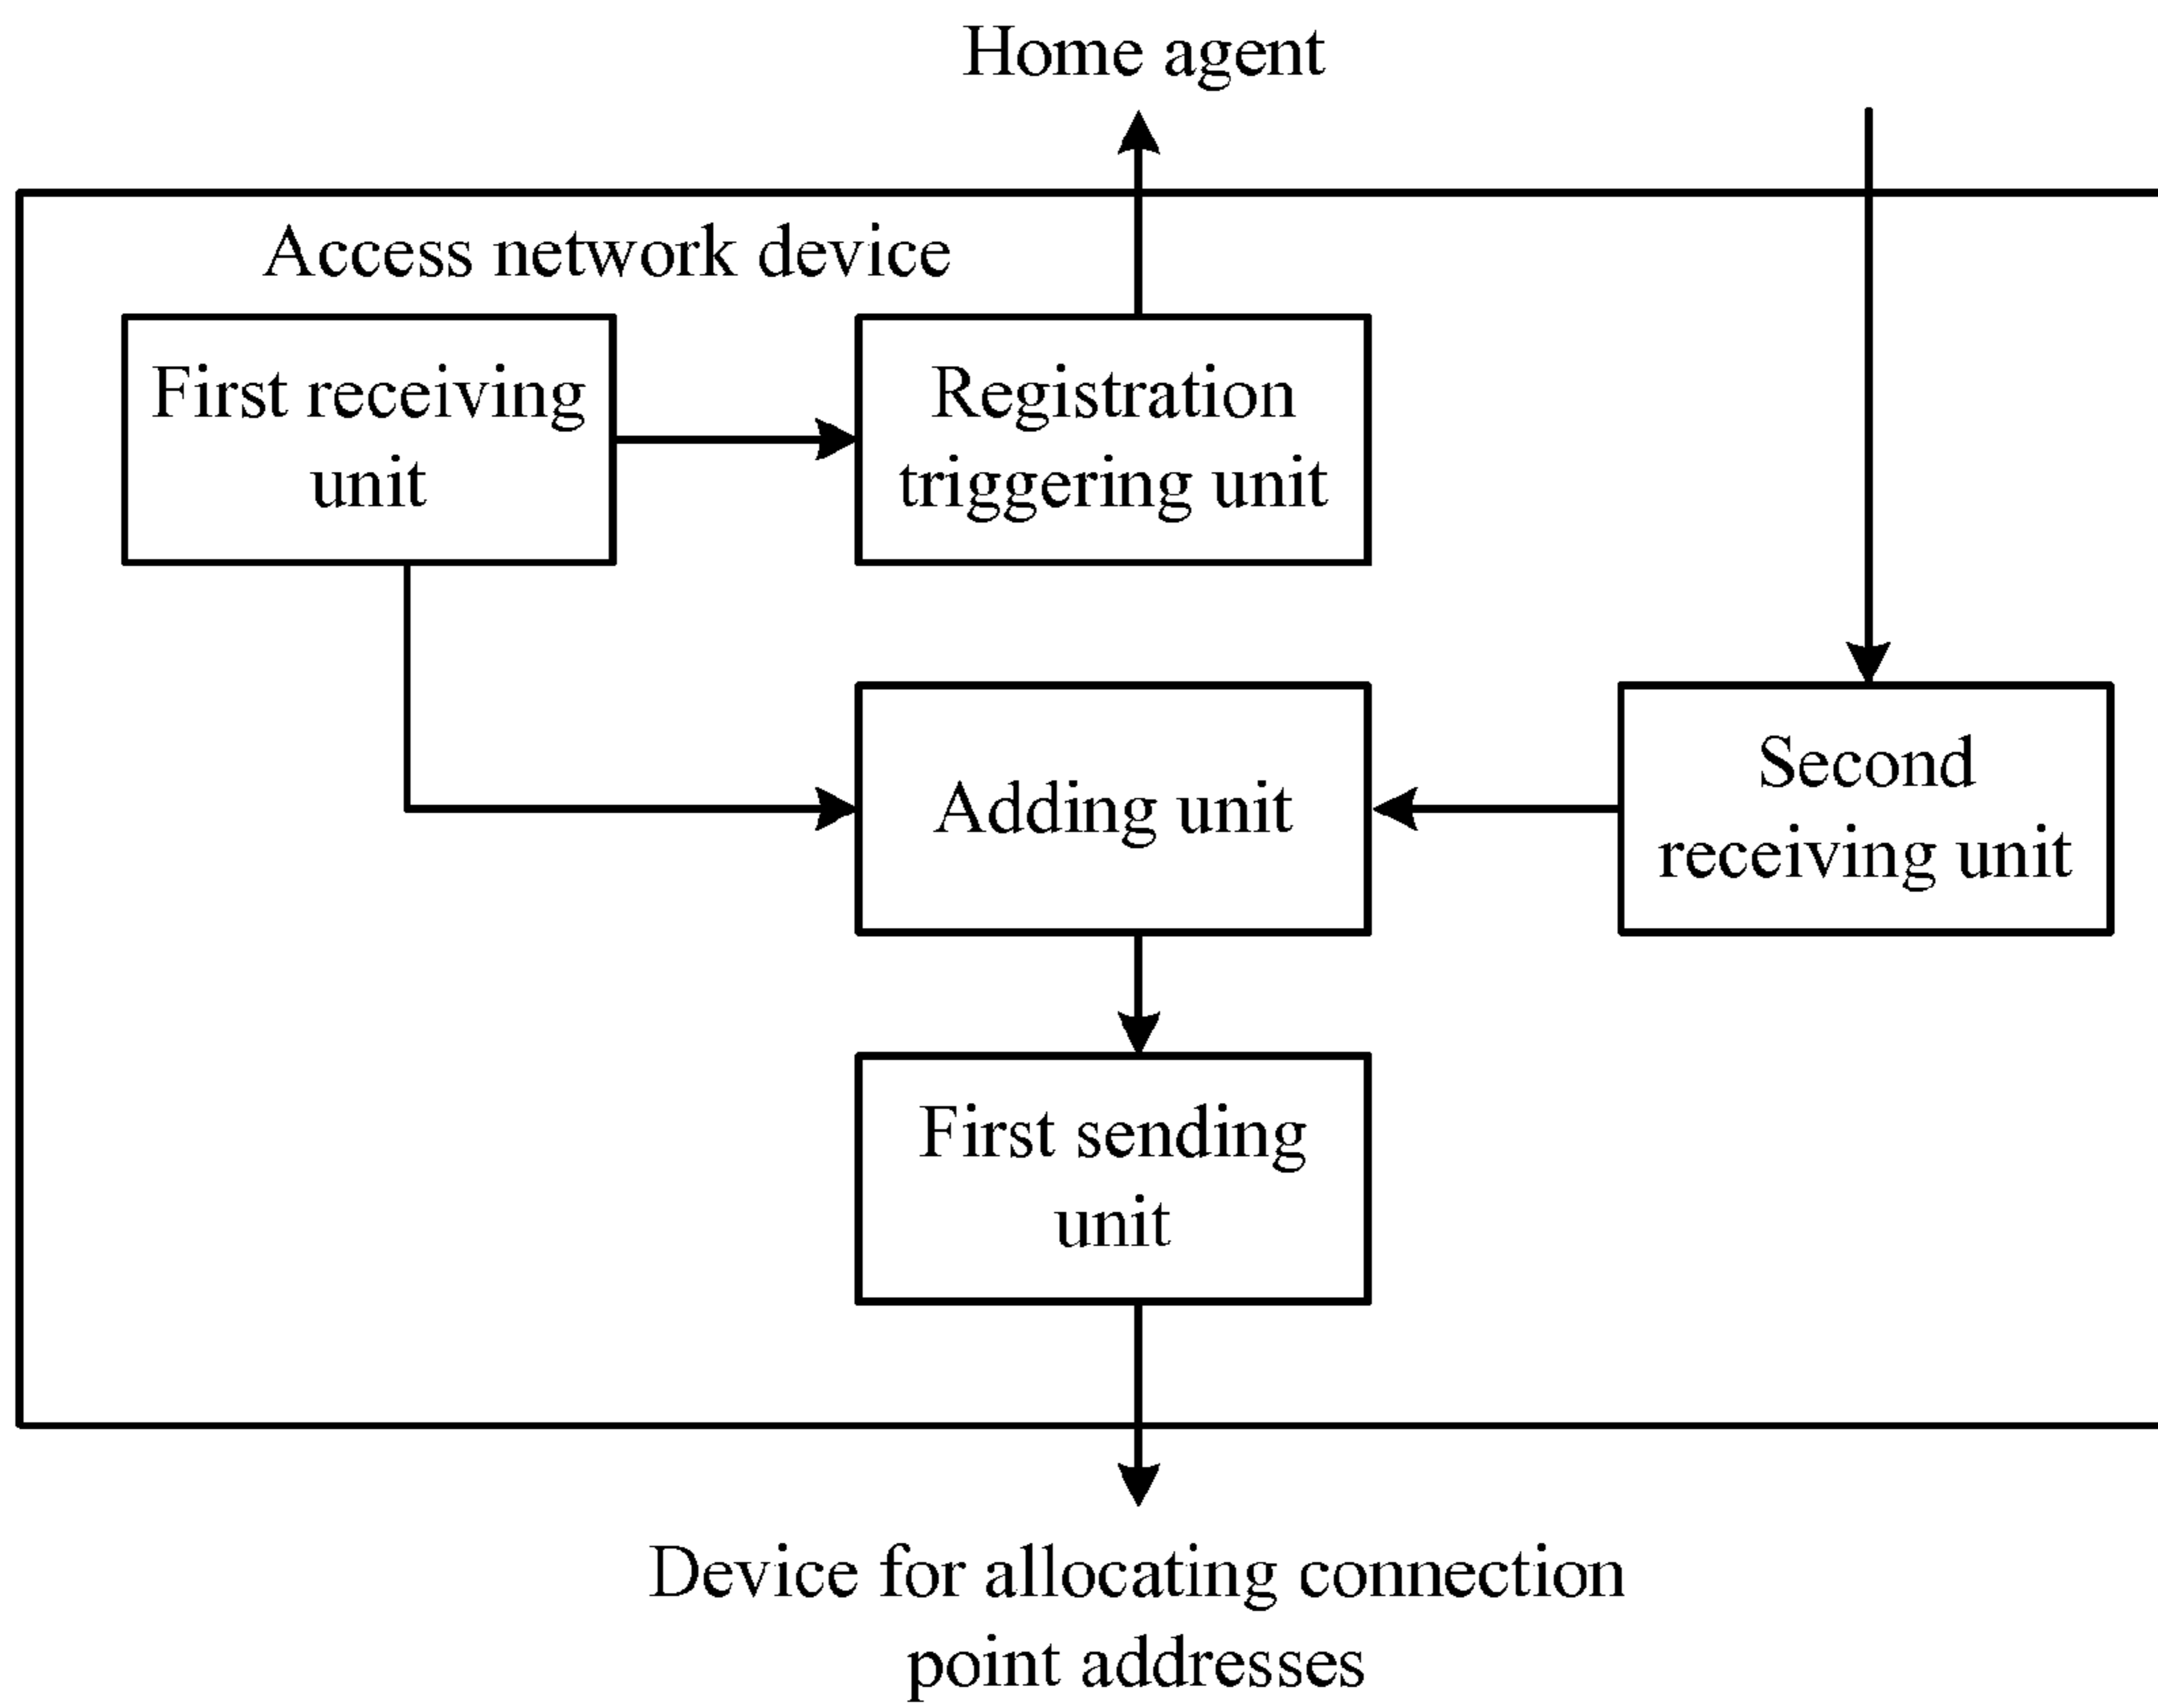 Home agent
Access network device
First receiving
unit
Registration
triggering unit
Adding unit
Second
receiving unit
First sending
unit
Device for allocating connection
point addresses